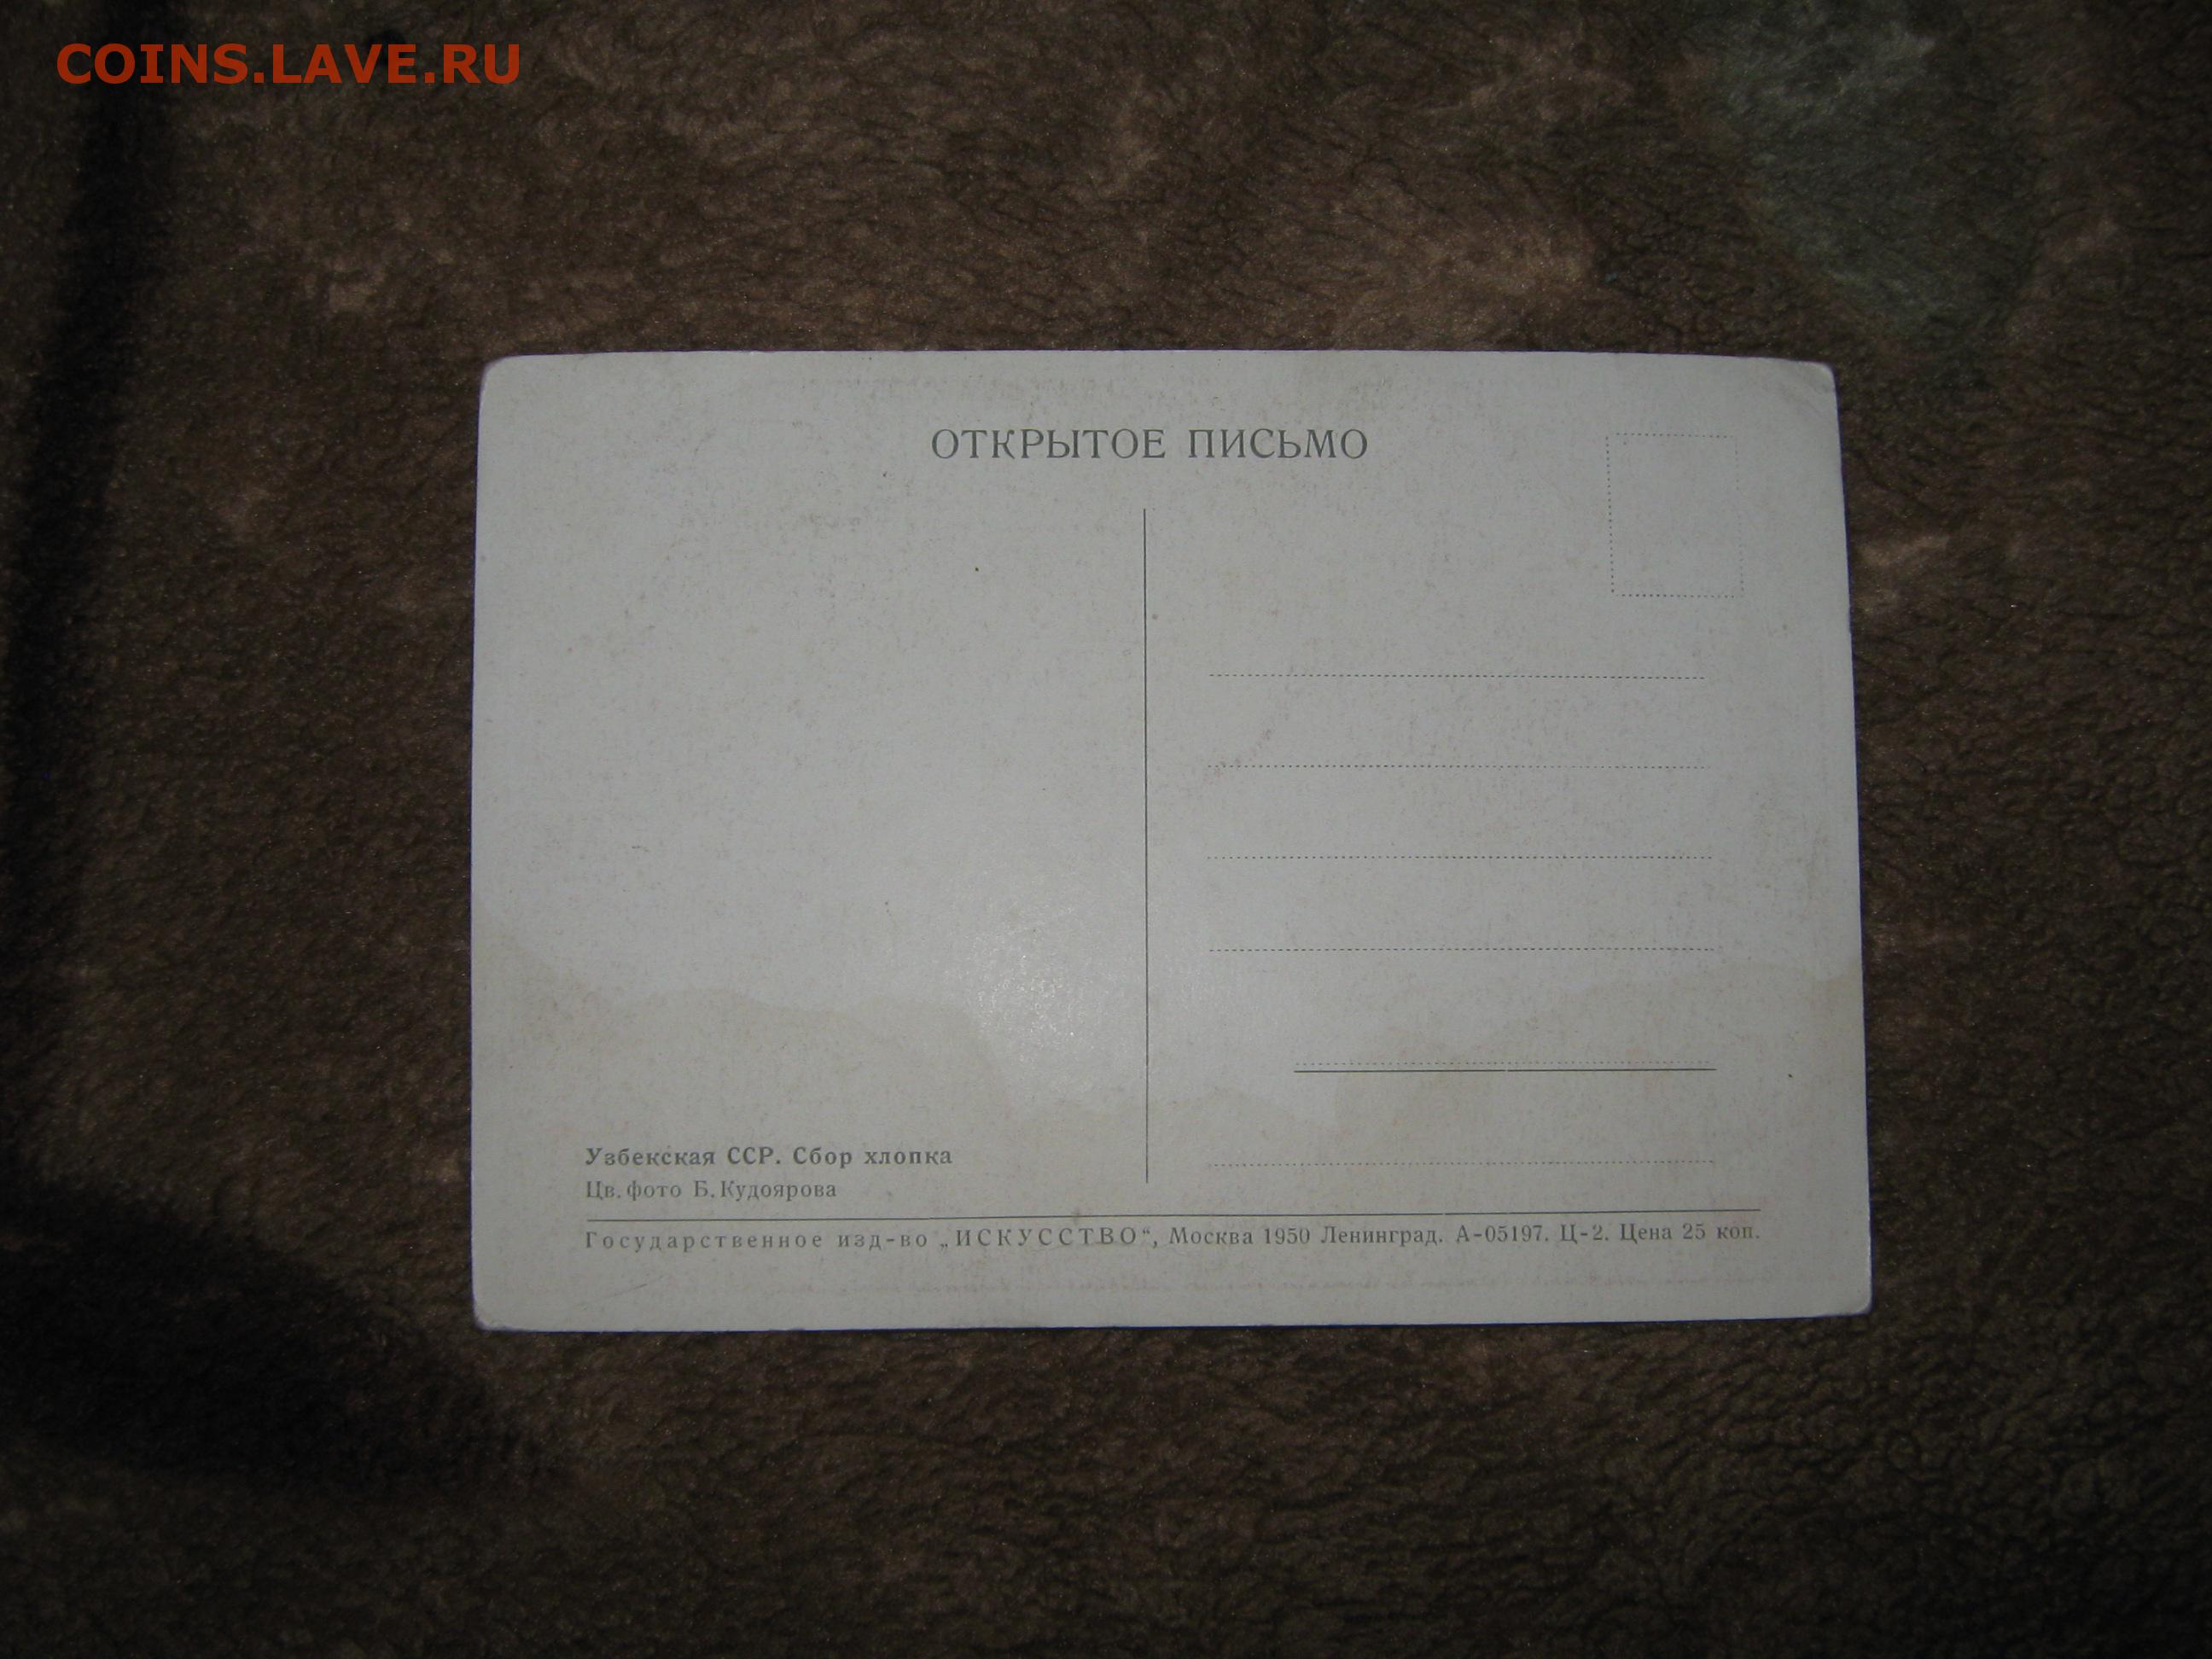 COINS.LAVE.RU
ОТКРЫТОЕ ПИСЬМО
Узбекская ССР. Сбор хлопка
Цв. фото Б. Кудоярова
Государственное изд-во „ИСКУССТВО“, Москва 1950 Ленинград. А-05197. Ц-2. Цена 25 коп.